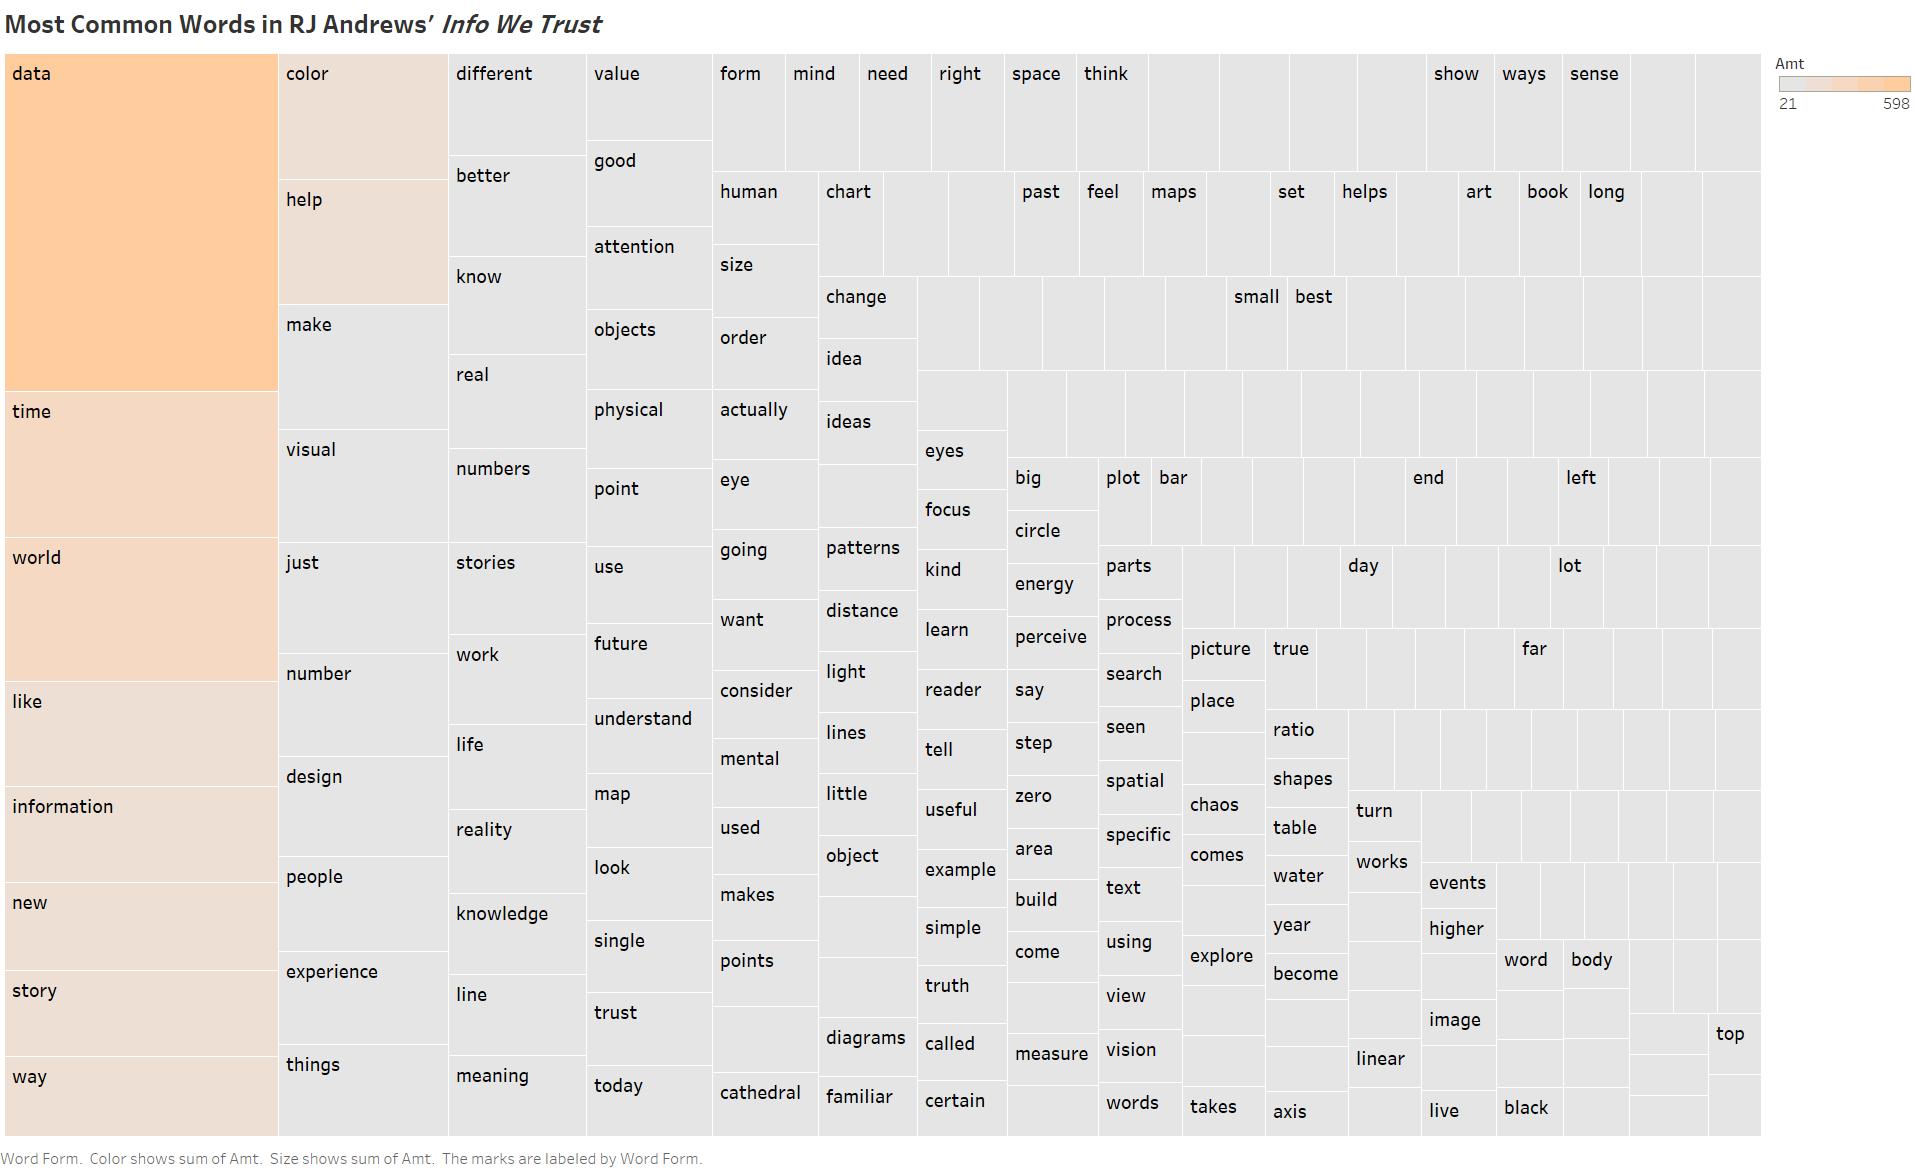 Most Common Words in RJ Andrews’ Info We Trust
data
time
world
like
information
new
story
way
color
help
make
visual
just
number
design
people
experience
things
different
better
know
real
numbers
stories
work
life
reality
knowledge
line
meaning
value
good
attention
objects
physical
point
use
future
understand
map
look
single
trust
today
form mind need right space think show ways sense
human
size
order
actually
eye
going
want
consider
mental
used
makes
points
cathedral
chart past feel maps set helps art book long
change
idea
ideas
patterns
distance
light
lines
little
object
diagrams
familiar
small best
eyes
focus
kind
learn
reader
tell
useful
example
simple
truth
called
certain
big
circle
energy
perceive
say
step
zero
area
build
come
measure
plot bar end left
parts
process
search
seen
spatial
specific
text
using
view
vision
words
day lot
picture
place
chaos
comes
explore
takes
true far
ratio
shapes
table
water
year
become
axis
turn
works
linear
events
higher
image
live
word body
black
top
Amt
21 598
Word Form. Color shows sum of Amt. Size shows sum of Amt. The marks are labeled by Word Form.